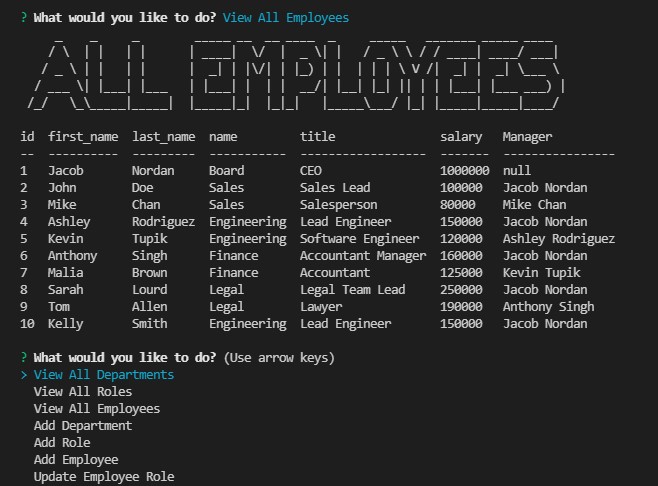 ? What would you like to do? View All Employees
ALL EMPLOYEES
id first_name last_name name title salary Manager
-- ---------- --------- ----------- ------------------ ------- ----------------
1 Jacob Nordan Board CEO 1000000 null
2 John Doe Sales Sales Lead 100000 Jacob Nordan
3 Mike Chan Sales Salesperson 80000 Mike Chan
4 Ashley Rodriguez Engineering Lead Engineer 150000 Jacob Nordan
5 Kevin Tupik Engineering Software Engineer 120000 Ashley Rodriguez
6 Anthony Singh Finance Accountant Manager 160000 Jacob Nordan
7 Malia Brown Finance Accountant 125000 Kevin Tupik
8 Sarah Lourd Legal Legal Team Lead 250000 Jacob Nordan
9 Tom Allen Legal Lawyer 190000 Anthony Singh
10 Kelly Smith Engineering Lead Engineer 150000 Jacob Nordan
? What would you like to do? (Use arrow keys)
> View All Departments
View All Roles
View All Employees
Add Department
Add Role
Add Employee
Update Employee Role